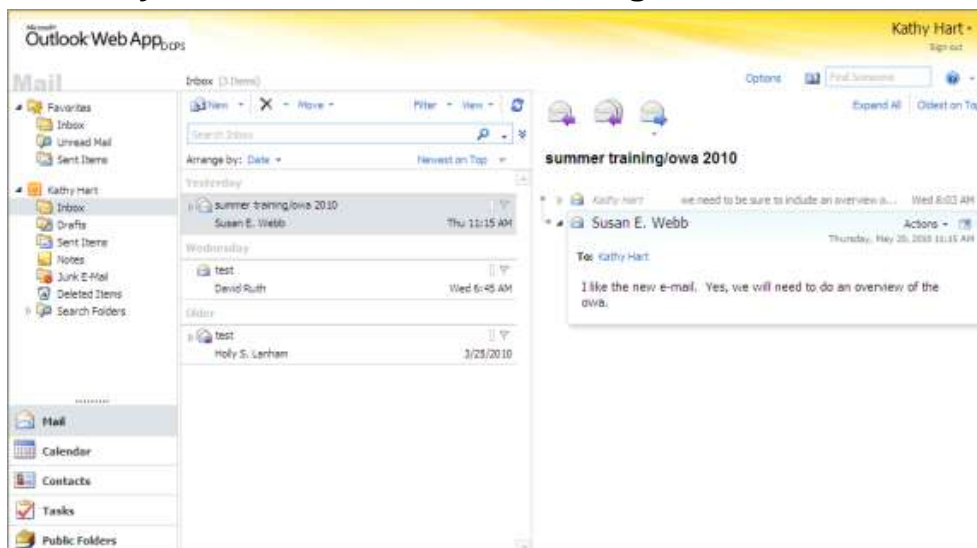 Microsoft
Outlook Web App DCPS
Kathy Hart
Sign out
Mail
Inbox (3 Items)
Options
Find Someone
Favorites
Inbox
Unread Mail
Sent Items
Kathy Hart
Inbox
Drafts
Sent Items
Notes
Junk E-Mail
Deleted Items
Search Folders
Mail
Calendar
Contacts
Tasks
Public Folders
New Move Filter View
Search Inbox
Arrange by: Date Newest on Top
Yesterday
summer training/owa 2010
Susan E. Webb Thu 11:15 AM
Wednesday
test
David Ruth Wed 6:45 AM
Older
test
Holly S. Lanham 3/25/2010
Expand All Oldest on To
summer training/owa 2010
Kathy Hart we need to be sure to include an overview o... Wed 8:03 AM
Susan E. Webb Actions
Thursday, May 20, 2010 11:15 AM
To: Kathy Hart
I like the new e-mail. Yes, we will need to do an overview of the
owa.